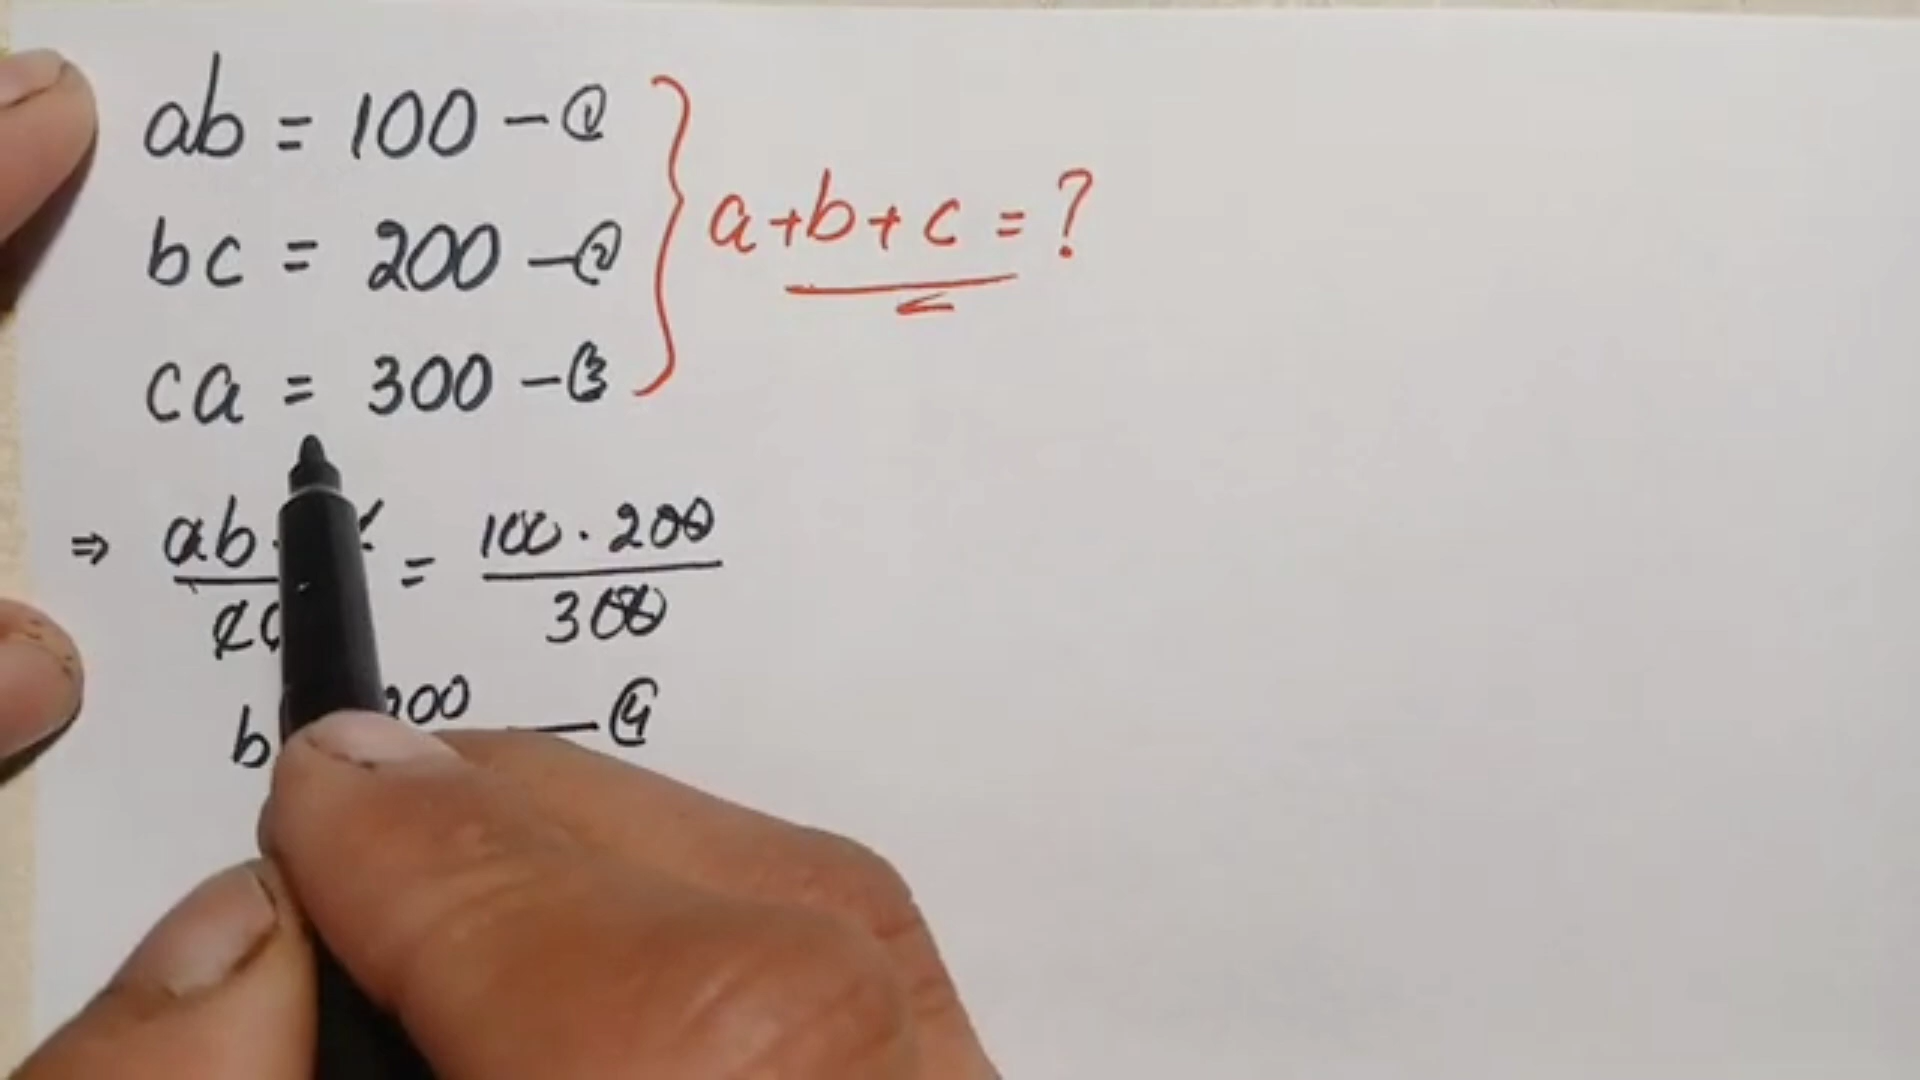 ab = 100 - ①
bc = 200 - ②
ca = 300 - ③
a+b+c = ?
⇒ ab · = 100 · 200
300
b 200 — ④